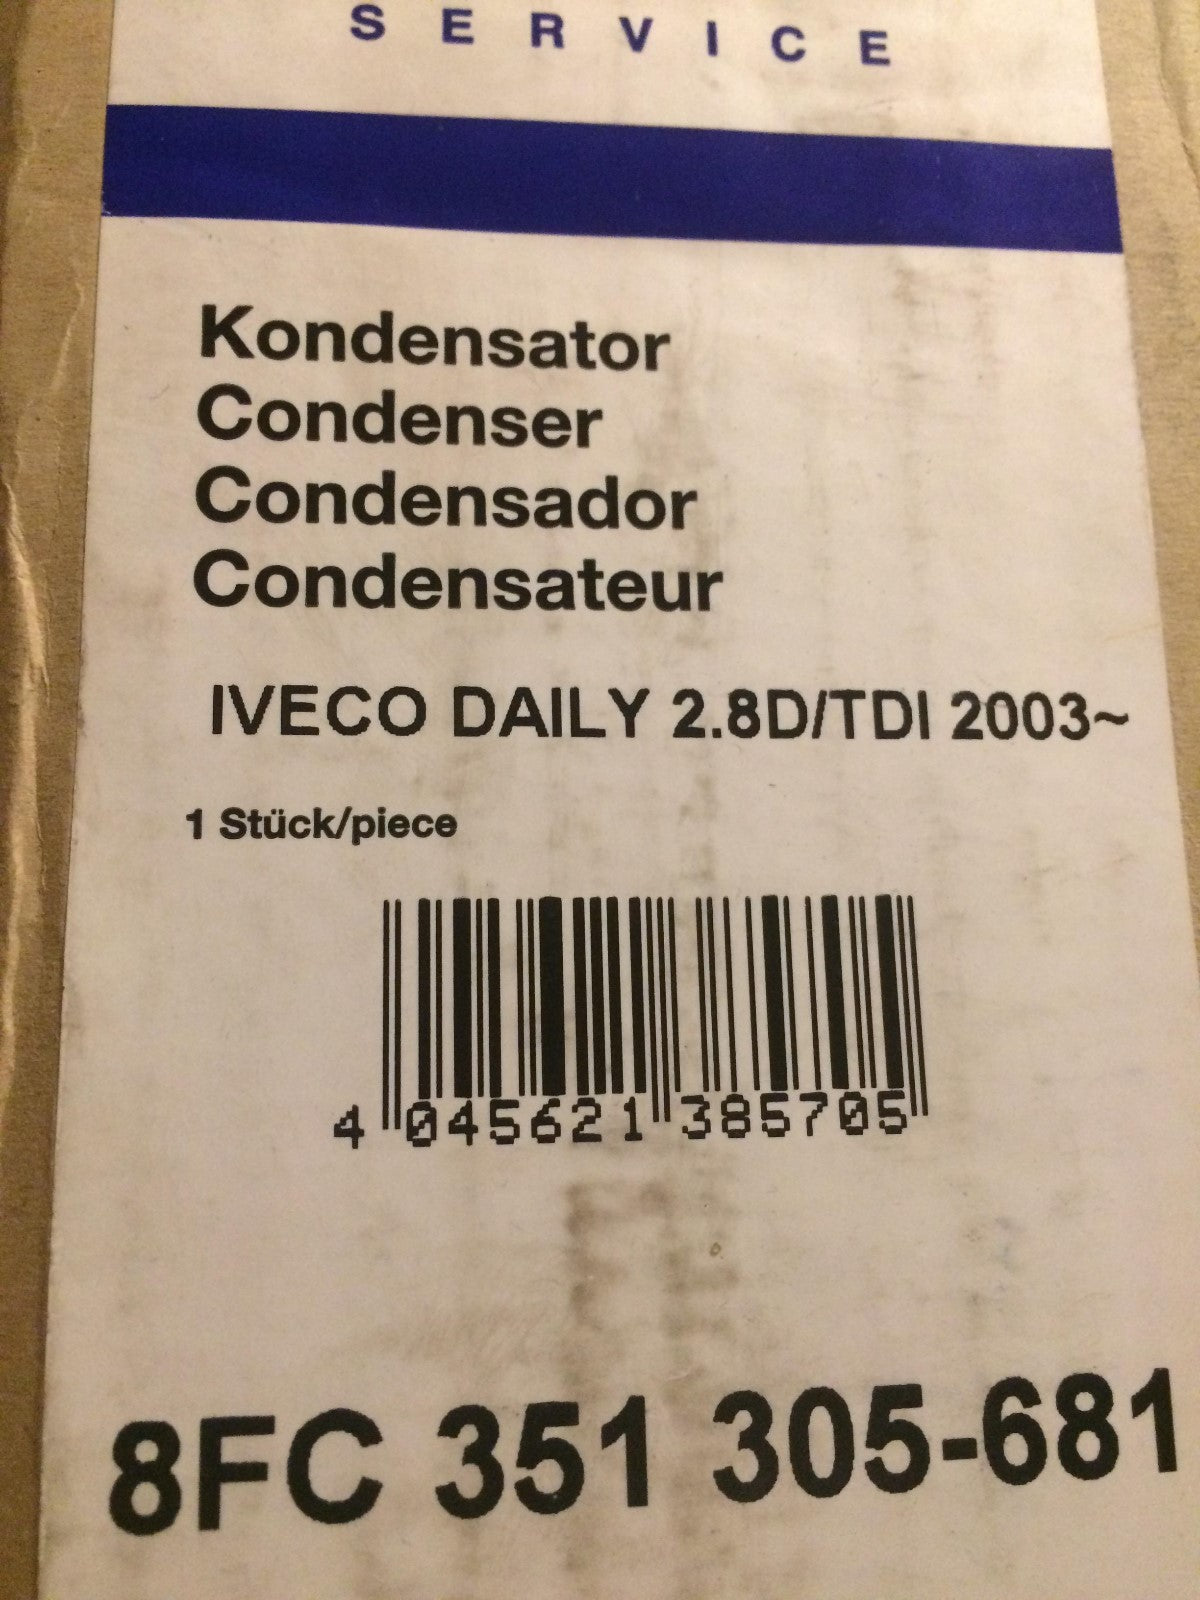 SERVICE
Kondensator
Condenser
Condensador
Condensateur
IVECO DAILY 2.8D/TDI 2003~
1 Stück/piece
4 045621 385705
8FC 351 305-681